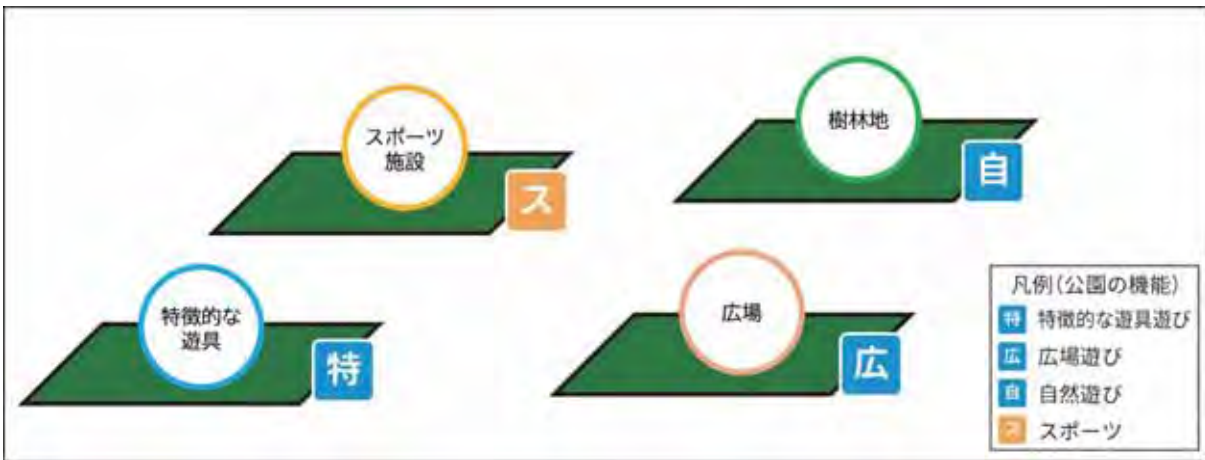 スポーツ
施設
ス
樹林地
自
特徴的な
遊具
特
広場
広
凡例(公園の機能)
特 特徴的な遊具遊び
広 広場遊び
自 自然遊び
ス スポーツ